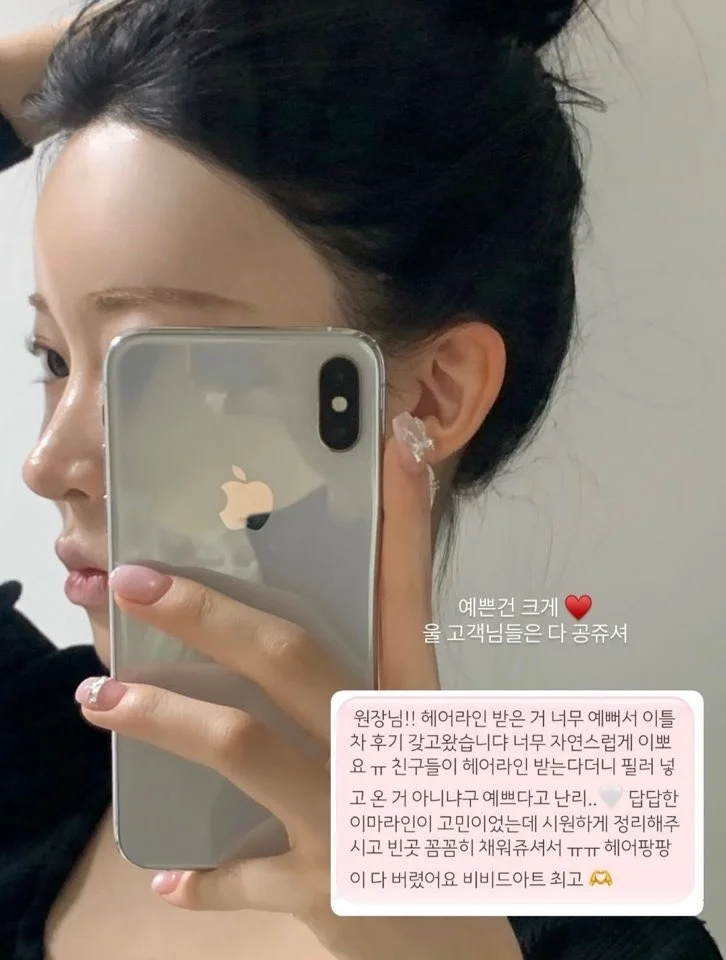 예쁜건 크게 ♥️
울 고객님들은 다 공쥬셔
원장님!! 헤어라인 받은 거 너무 예뻐서 이틀
차 후기 갖고왔습니댜 너무 자연스럽게 이뽀
요 ㅠ 친구들이 헤어라인 받는다더니 필러 넣
고 온 거 아니냐구 예쁘다고 난리..🤍 답답한
이마라인이 고민이었는데 시원하게 정리해주
시고 빈곳 꼼꼼히 채워쥬셔서 ㅠㅠ 헤어팡팡
이 다 버렸어요 비비드아트 최고 🫶